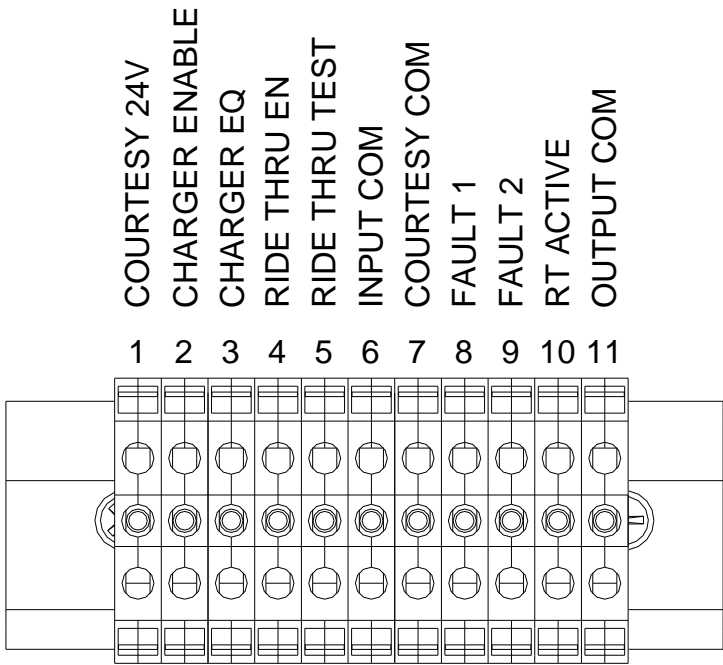 COURTESY 24V
CHARGER ENABLE
CHARGER EQ
RIDE THRU EN
RIDE THRU TEST
INPUT COM
COURTESY COM
FAULT 1
FAULT 2
RT ACTIVE
OUTPUT COM
1 2 3 4 5 6 7 8 9 10 11